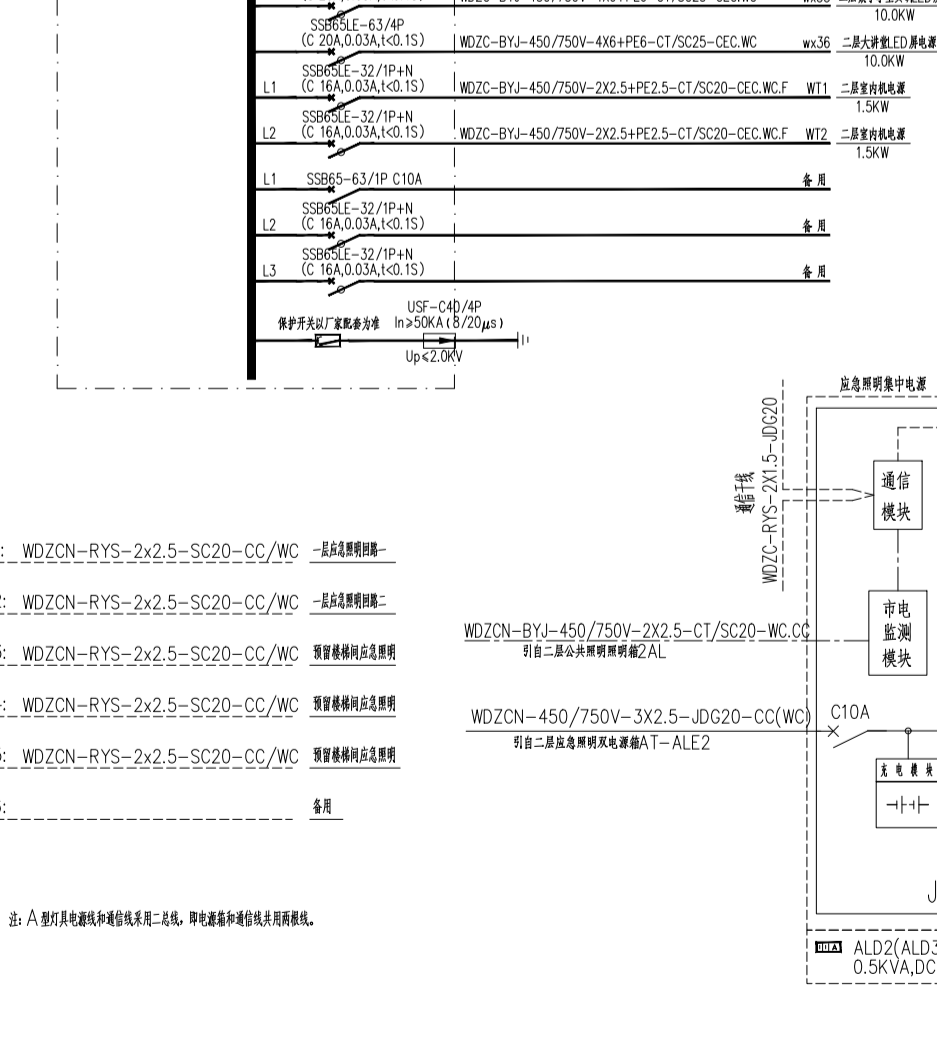 10.0KW
SSB65LE-63/4P
(C 20A,0.03A,t<0.1S)
WDZC-BYJ-450/750V-4X6+PE6-CT/SC25-CEC.WC
wx36
二层大讲堂LED屏电源
10.0KW
SSB65LE-32/1P+N
L1
(C 16A,0.03A,t<0.1S)
WDZC-BYJ-450/750V-2X2.5+PE2.5-CT/SC20-CEC.WC.F
WT1
二层室内机电源
1.5KW
SSB65LE-32/1P+N
L2
(C 16A,0.03A,t<0.1S)
WDZC-BYJ-450/750V-2X2.5+PE2.5-CT/SC20-CEC.WC.F
WT2
二层室内机电源
1.5KW
L1
SSB65-63/1P C10A
备用
SSB65LE-32/1P+N
L2
(C 16A,0.03A,t<0.1S)
备用
SSB65LE-32/1P+N
L3
(C 16A,0.03A,t<0.1S)
备用
USF-C40/4P
保护开关以厂家配套为准
In≥50KA(8/20μs)
Up≤2.0KV
应急照明集中电源
通信干线
WDZC-RYS-2X1.5-JDG20
通信
模块
WDZCN-RYS-2x2.5-SC20-CC/WC 一层应急照明回路一
WDZCN-RYS-2x2.5-SC20-CC/WC 一层应急照明回路二
WDZCN-RYS-2x2.5-SC20-CC/WC 预留楼梯间应急照明
WDZCN-RYS-2x2.5-SC20-CC/WC 预留楼梯间应急照明
WDZCN-RYS-2x2.5-SC20-CC/WC 预留楼梯间应急照明
备用
WDZCN-BYJ-450/750V-2X2.5-CT/SC20-WC.CC
引自二层公共照明照明箱2AL
市电
监测
模块
WDZCN-450/750V-3X2.5-JDG20-CC(WC)
引自二层应急照明双电源箱AT-ALE2
C10A
充电模块
注: A型灯具电源线和通信线采用二总线, 即电源箱和通信线共用两根线。
ALD2(ALD3
0.5KVA,DC